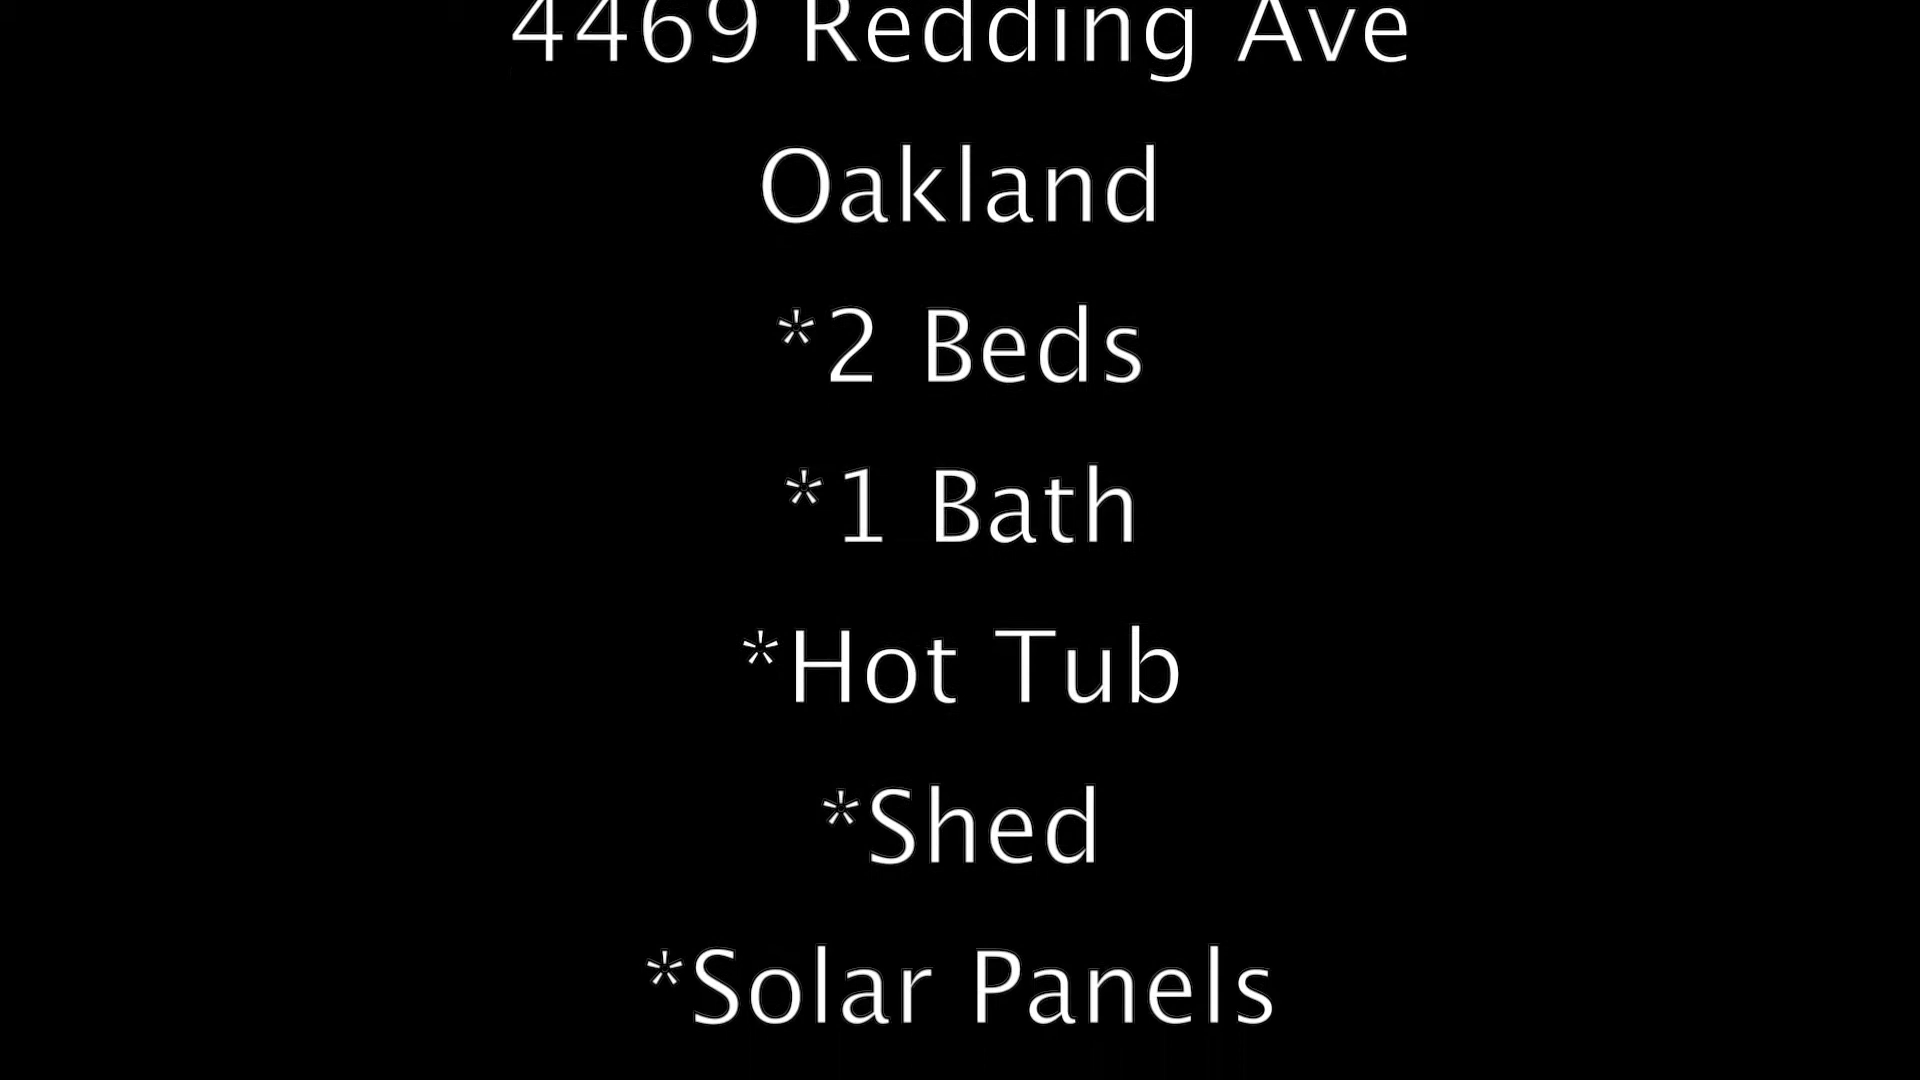 4469 Redding Ave
Oakland
*2 Beds
*1 Bath
*Hot Tub
*Shed
*Solar Panels